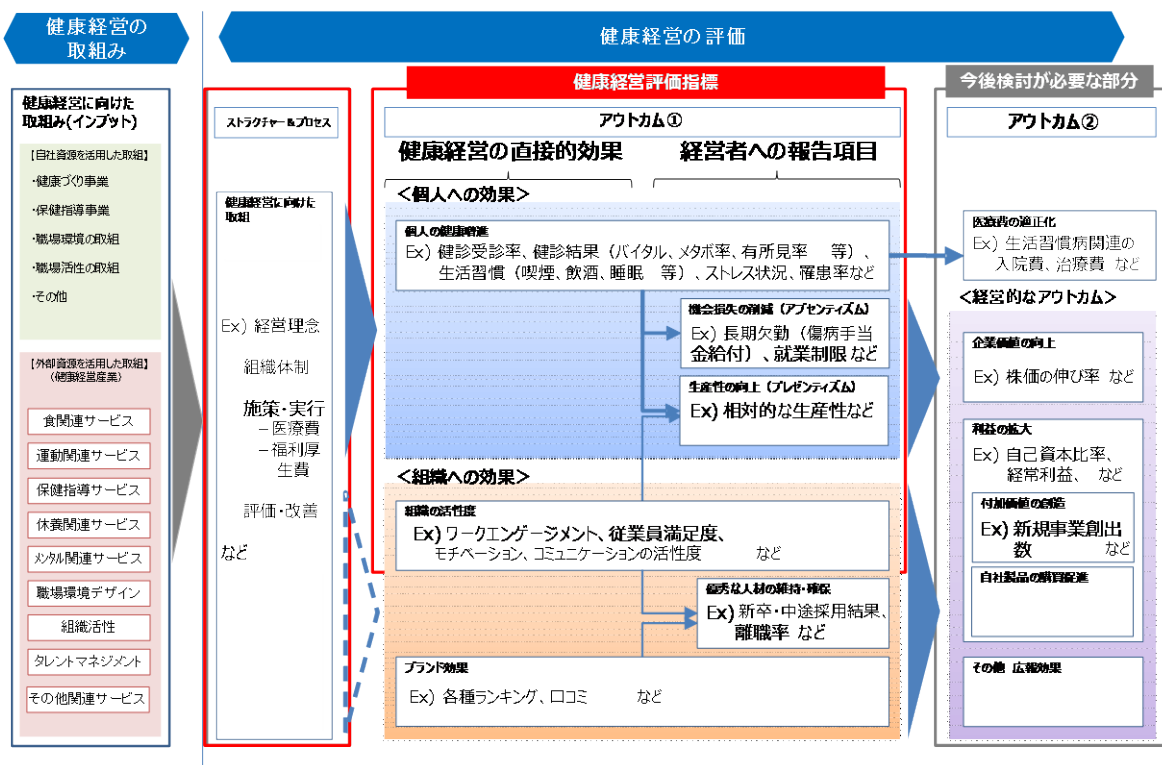 健康経営の
取組み
健康経営の評価
健康経営評価指標
今後検討が必要な部分
健康経営に向けた
取組み(インプット)
【自社資源を活用した取組】
・健康づくり事業
・保健指導事業
・職場環境の取組
・職場活性の取組
・その他
【外部資源を活用した取組】
(健康経営産業)
食関連サービス
運動関連サービス
保健指導サービス
休養関連サービス
メンタル関連サービス
職場環境デザイン
組織活性
タレントマネジメント
その他関連サービス
ストラクチャー&プロセス
健康経営に向けた
取組
Ex) 経営理念
組織体制
施策・実行
－医療費
－福利厚
生費
評価・改善
など
アウトカム①
健康経営の直接的効果
経営者への報告項目
<個人への効果>
個人の健康増進
Ex) 健診受診率、健診結果（バイタル、メタボ率、有所見率 等）、
生活習慣（喫煙、飲酒、睡眠 等）、ストレス状況、罹患率など
機会損失の削減（アブセンティズム）
Ex) 長期欠勤（傷病手当
金給付）、就業制限 など
生産性の向上（プレゼンティズム）
Ex) 相対的な生産性など
<組織への効果>
組織の活性度
Ex) ワークエンゲージメント、従業員満足度、
モチベーション、コミュニケーションの活性度 など
優秀な人材の維持・確保
Ex) 新卒・中途採用結果、
離職率 など
ブランド効果
Ex) 各種ランキング、口コミ など
アウトカム②
医療費の適正化
Ex) 生活習慣病関連の
入院費、治療費 など
<経営的なアウトカム>
企業価値の向上
Ex) 株価の伸び率 など
利益の拡大
Ex) 自己資本比率、
経常利益、 など
付加価値の創造
Ex) 新規事業創出
数 など
自社製品の購買促進
その他 広報効果